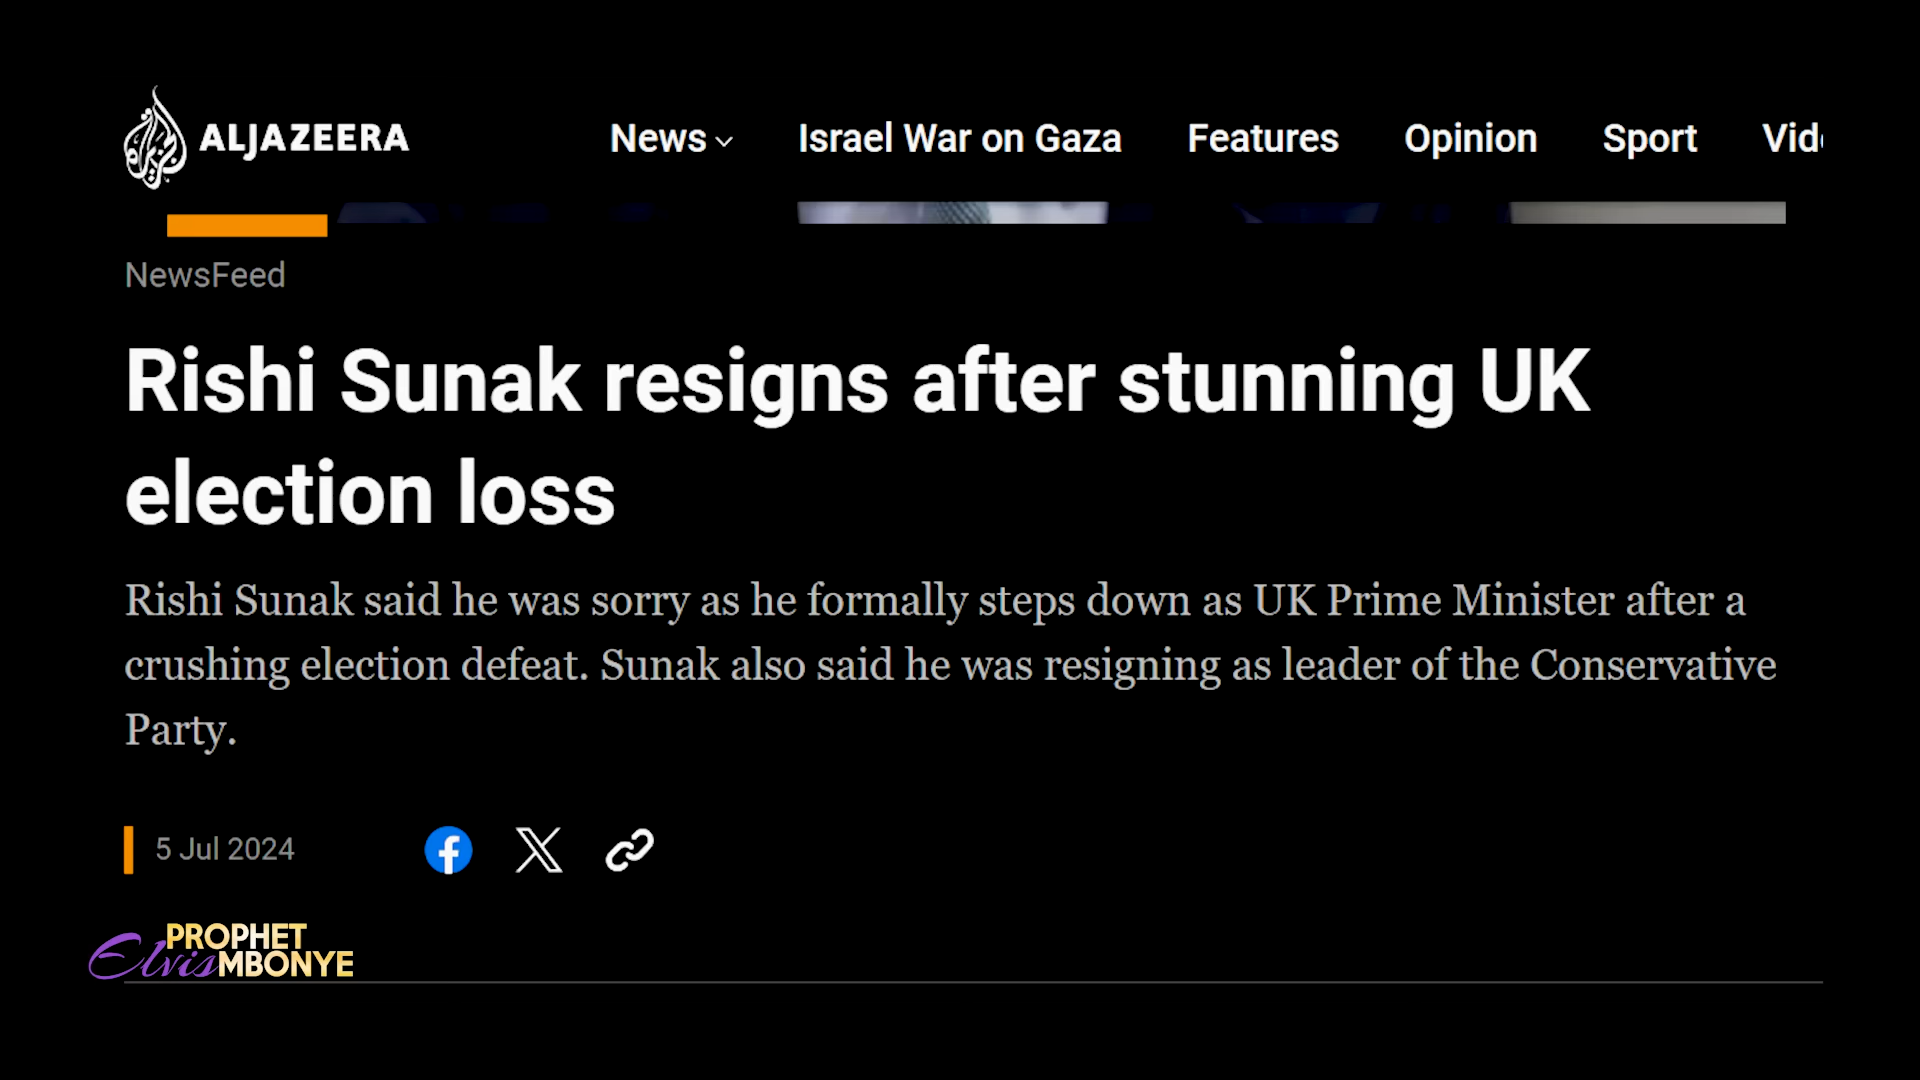 ALJAZEERA
News
Israel War on Gaza
Features
Opinion
Sport
NewsFeed
Rishi Sunak resigns after stunning UK
election loss
Rishi Sunak said he was sorry as he formally steps down as UK Prime Minister after a
crushing election defeat. Sunak also said he was resigning as leader of the Conservative
Party.
5 Jul 2024
PROPHET
Elvis MBONYE